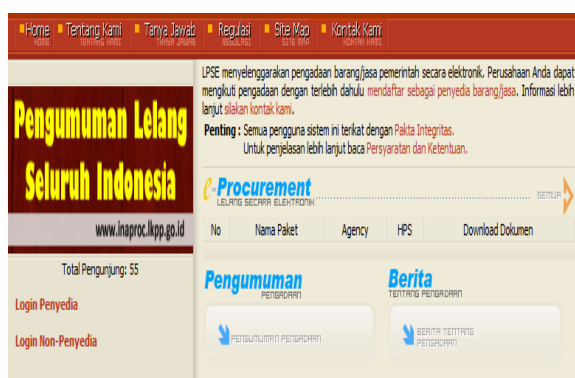 Home Tentang Kami Tanya Jawab Regulasi Site Map Kontak Kami
HOME TENTANG KAMI TANYA JAWAB REGULASI SITE MAP KONTAK KAMI
LPSE menyelenggarakan pengadaan barang/jasa pemerintah secara elektronik. Perusahaan Anda dapat
mengikuti pengadaan dengan terlebih dahulu mendaftar sebagai penyedia barang/jasa. Informasi lebih
lanjut silakan kontak kami.
Penting : Semua pengguna sistem ini terikat dengan Pakta Integritas.
Untuk penjelasan lebih lanjut baca Persyaratan dan Ketentuan.
Pengumuman Lelang
Seluruh Indonesia
www.inaproc.lkpp.go.id
Total Pengunjung: 55
Login Penyedia
Login Non-Penyedia
e-Procurement
LELANG SECARA ELEKTRONIK
SEMUA
No Nama Paket Agency HPS Download Dokumen
Pengumuman
PENGADAAN
PENGUMUMAN PENGADAAN
Berita
TENTANG PENGADAAN
BERITA TENTANG
PENGADAAN